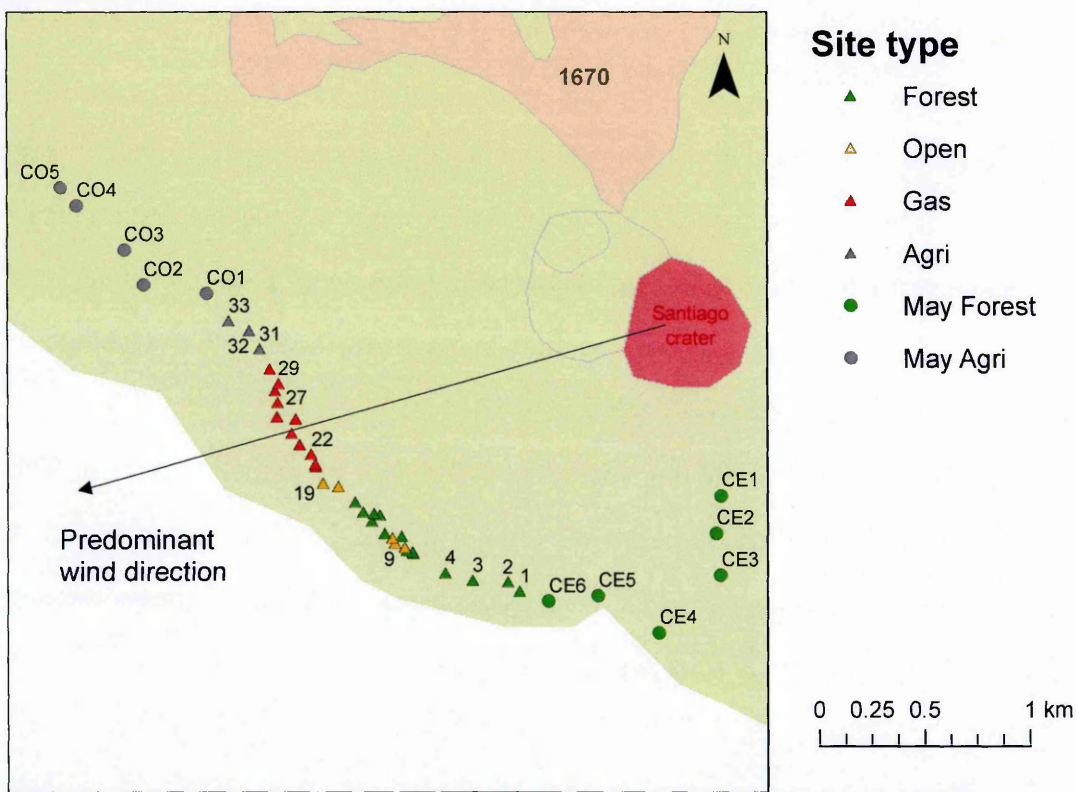 1670
N
CO5
CO4
CO3
CO2
CO1
33
31
32
29
27
22
19
9
4
3
2
1
Santiago
crater
CE1
CE2
CE3
CE4
CE5
CE6
Predominant
wind direction
Site type
Forest
Open
Gas
Agri
May Forest
May Agri
0 0.25 0.5 1 km